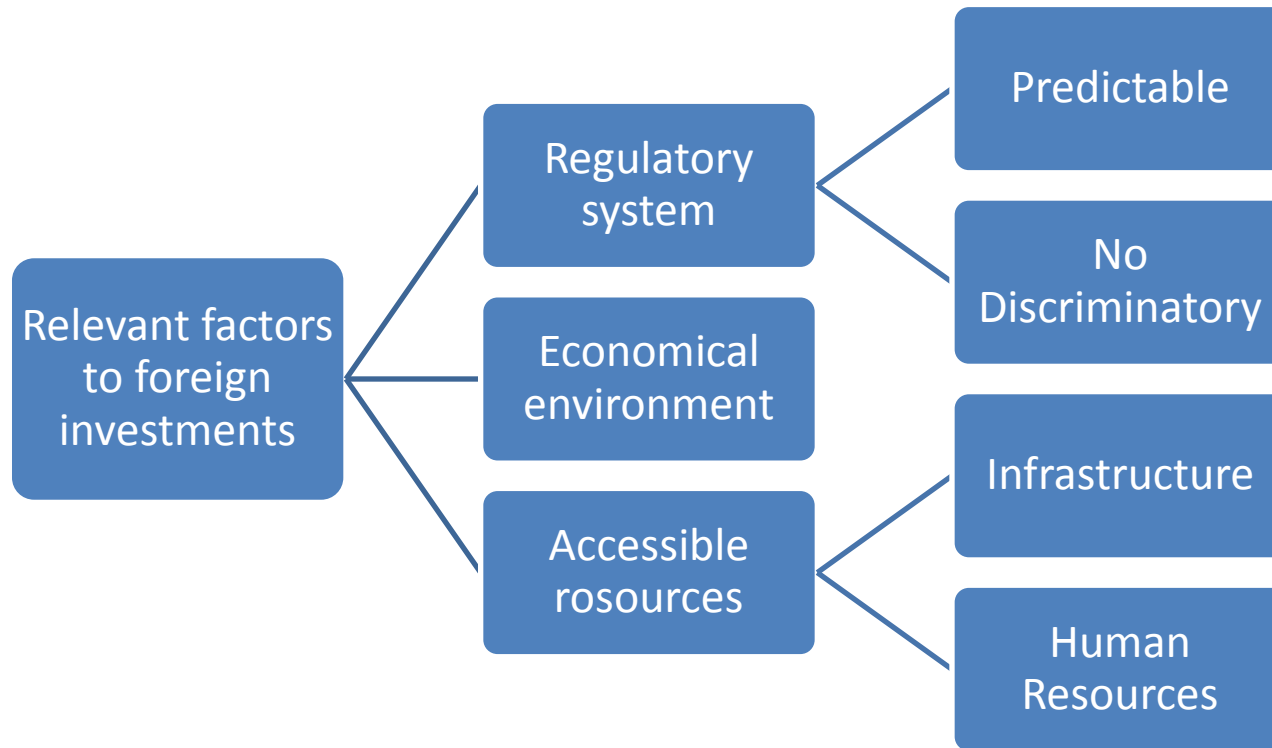 Relevant factors
to foreign
investments
Regulatory
system
Economical
environment
Accessible
rosources
Predictable
No
Discriminatory
Infrastructure
Human
Resources